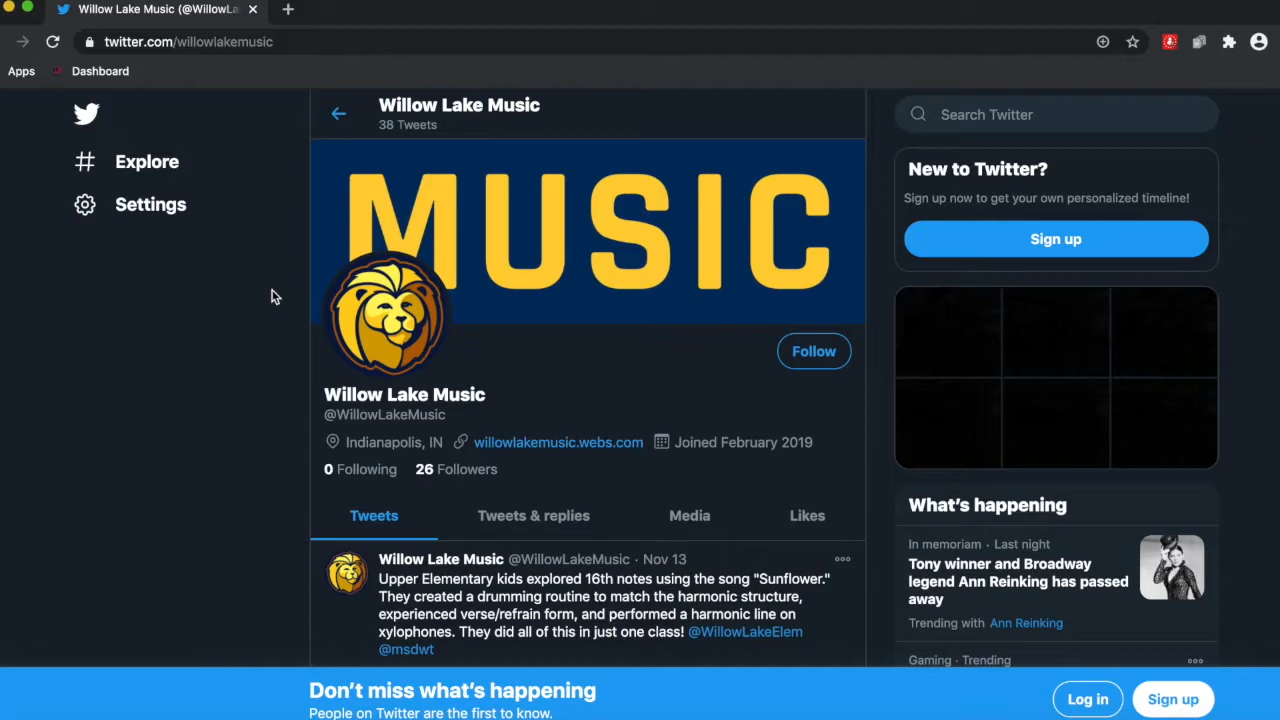 Willow Lake Music (@WillowLa
twitter.com/willowlakemusic
Apps
Dashboard
Explore
Settings
Willow Lake Music
38 Tweets
MUSIC
Follow
Willow Lake Music
@WillowLakeMusic
Indianapolis, IN
willowlakemusic.webs.com
Joined February 2019
0 Following
26 Followers
Tweets
Tweets & replies
Media
Likes
Willow Lake Music @WillowLakeMusic · Nov 13
Upper Elementary kids explored 16th notes using the song "Sunflower."
They created a drumming routine to match the harmonic structure,
experienced verse/refrain form, and performed a harmonic line on
xylophones. They did all of this in just one class! @WillowLakeElem
@msdwt
Search Twitter
New to Twitter?
Sign up now to get your own personalized timeline!
Sign up
What's happening
In memoriam · Last night
Tony winner and Broadway
legend Ann Reinking has passed
away
Trending with Ann Reinking
Gaming · Trending
Don't miss what's happening
People on Twitter are the first to know.
Log in
Sign up